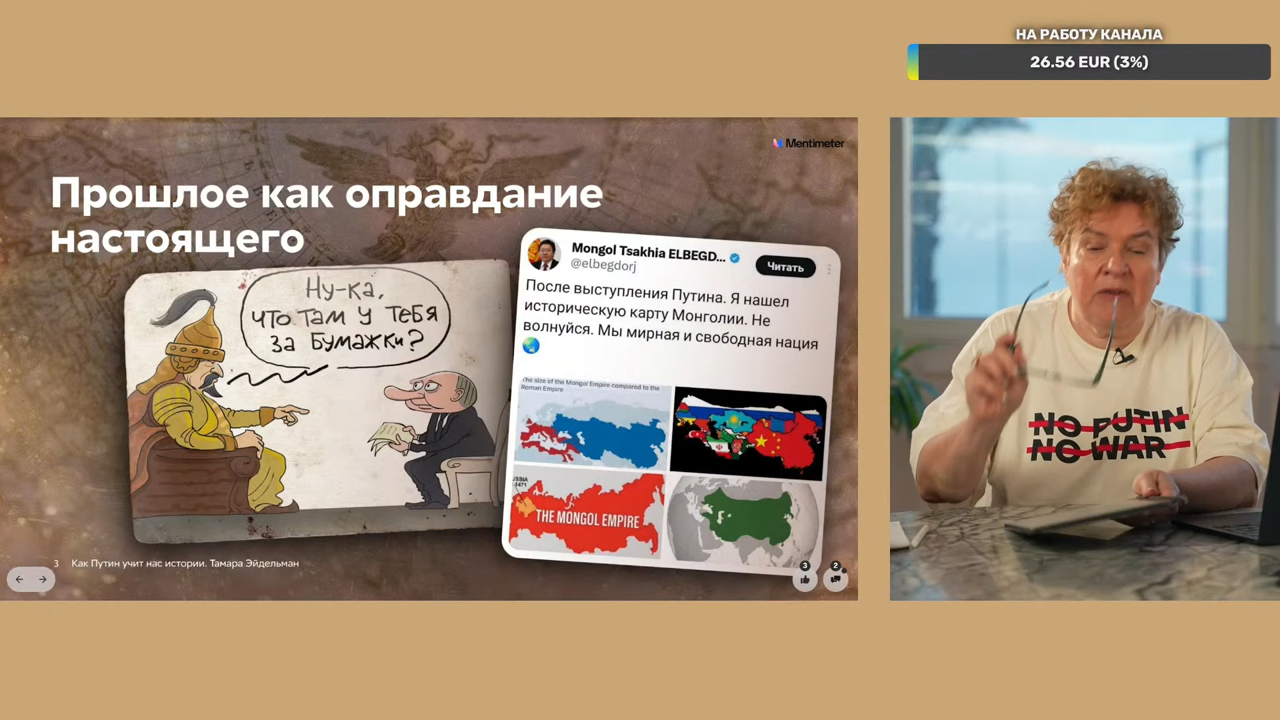 НА РАБОТУ КАНАЛА
26.56 EUR (3%)
Mentimeter
Прошлое как оправдание
настоящего
Ну-ка,
что там у тебя
за бумажки?
Mongol Tsakhia ELBEGD...
@elbegdorj
Читать
После выступления Путина. Я нашел
историческую карту Монголии. Не
волнуйся. Мы мирная и свободная нация
The size of the Mongol Empire compared to the
Roman Empire
THE MONGOL EMPIRE
3 Как Путин учит нас истории. Тамара Эйдельман
3
2
NO PUTIN
NO WAR